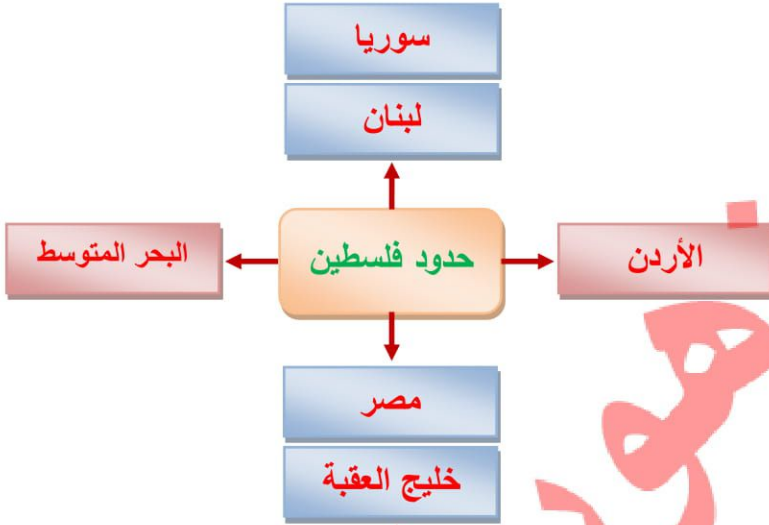 سوريا
لبنان
الأردن
حدود فلسطين
البحر المتوسط
مصر
خليج العقبة